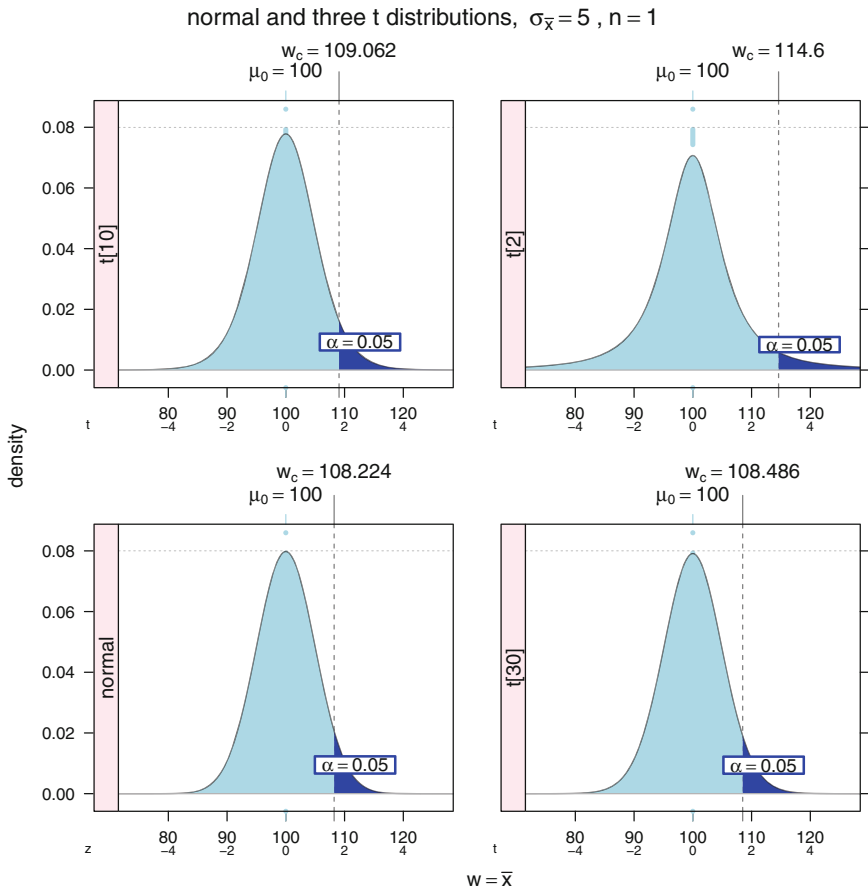 normal and three t distributions, σx̄ = 5 , n = 1
wc = 109.062
μ0 = 100
wc = 114.6
μ0 = 100
0.08
0.06
0.04
0.02
0.00
t[10]
α = 0.05
t[2]
α = 0.05
80 90 100 110 120
t −4 −2 0 2 4
80 90 100 110 120
t −4 −2 0 2 4
density
wc = 108.224
μ0 = 100
wc = 108.486
μ0 = 100
0.08
0.06
0.04
0.02
0.00
normal
α = 0.05
t[30]
α = 0.05
80 90 100 110 120
z −4 −2 0 2 4
80 90 100 110 120
t −4 −2 0 2 4
w = x̄